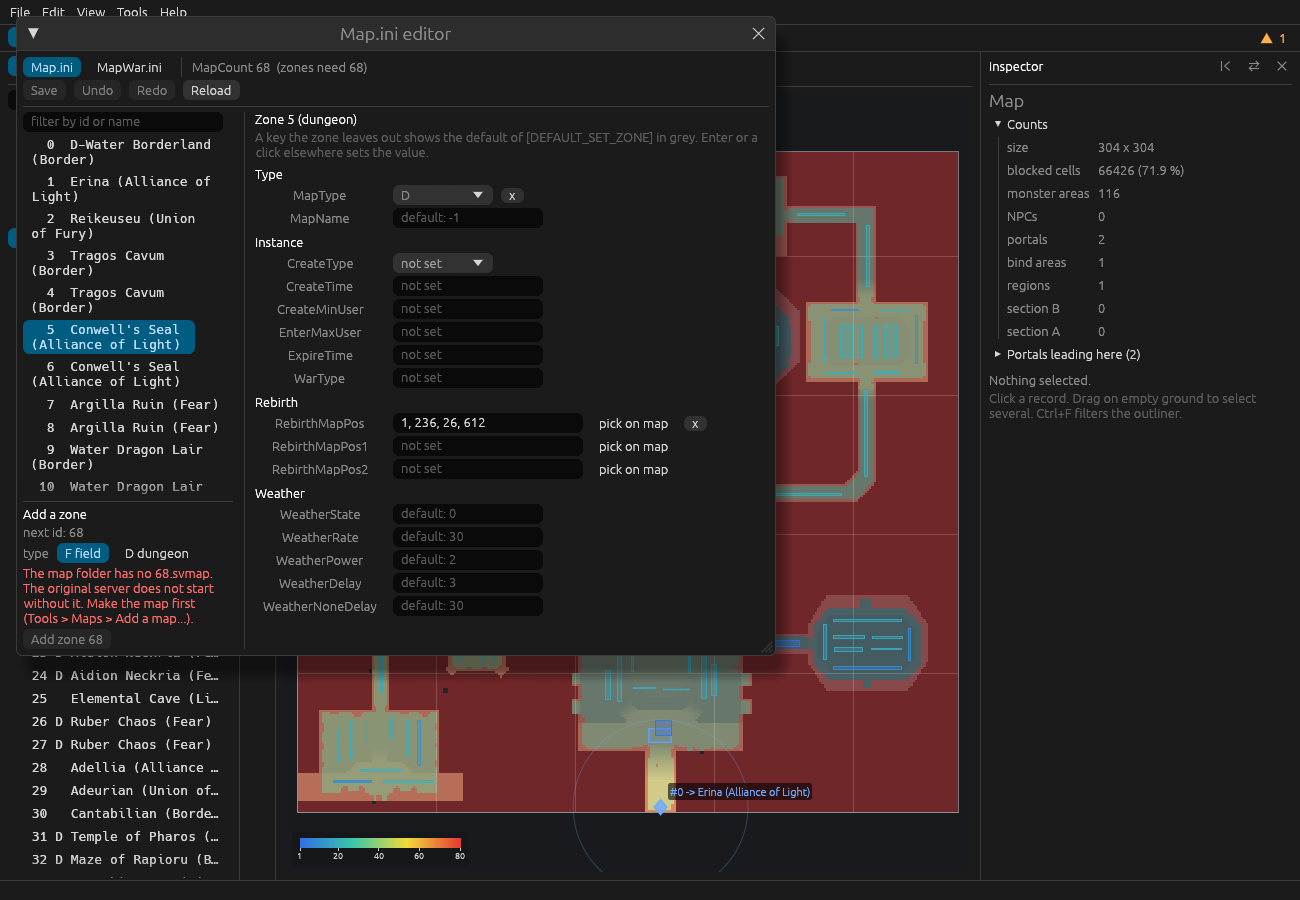 File Edit View Tools Help
Map.ini editor
1
Map.ini MapWar.ini MapCount 68 (zones need 68)
Save Undo Redo Reload
filter by id or name
0 D-Water Borderland
(Border)
1 Erina (Alliance of
Light)
2 Reikeuseu (Union
of Fury)
3 Tragos Cavum
(Border)
4 Tragos Cavum
(Border)
5 Conwell's Seal
(Alliance of Light)
6 Conwell's Seal
(Alliance of Light)
7 Argilla Ruin (Fear)
8 Argilla Ruin (Fear)
9 Water Dragon Lair
(Border)
10 Water Dragon Lair
Add a zone
next id: 68
type F field D dungeon
The map folder has no 68.svmap.
The original server does not start
without it. Make the map first
(Tools > Maps > Add a map...).
Add zone 68
Zone 5 (dungeon)
A key the zone leaves out shows the default of [DEFAULT_SET_ZONE] in grey. Enter or a
click elsewhere sets the value.
Type
MapType D x
MapName default: -1
Instance
CreateType not set
CreateTime not set
CreateMinUser not set
EnterMaxUser not set
ExpireTime not set
WarType not set
Rebirth
RebirthMapPos 1, 236, 26, 612 pick on map x
RebirthMapPos1 not set pick on map
RebirthMapPos2 not set pick on map
Weather
WeatherState default: 0
WeatherRate default: 30
WeatherPower default: 2
WeatherDelay default: 3
WeatherNoneDelay default: 30
24 D Aidion Neckria (Fe…
25 Elemental Cave (Li…
26 D Ruber Chaos (Fear)
27 D Ruber Chaos (Fear)
28 Adellia (Alliance …
29 Adeurian (Union of…
30 Cantabilian (Borde…
31 D Temple of Pharos (…
32 D Maze of Rapioru (B…
#0 -> Erina (Alliance of Light)
1 20 40 60 80
Inspector
Map
Counts
size 304 x 304
blocked cells 66426 (71.9 %)
monster areas 116
NPCs 0
portals 2
bind areas 1
regions 1
section B 0
section A 0
Portals leading here (2)
Nothing selected.
Click a record. Drag on empty ground to select
several. Ctrl+F filters the outliner.